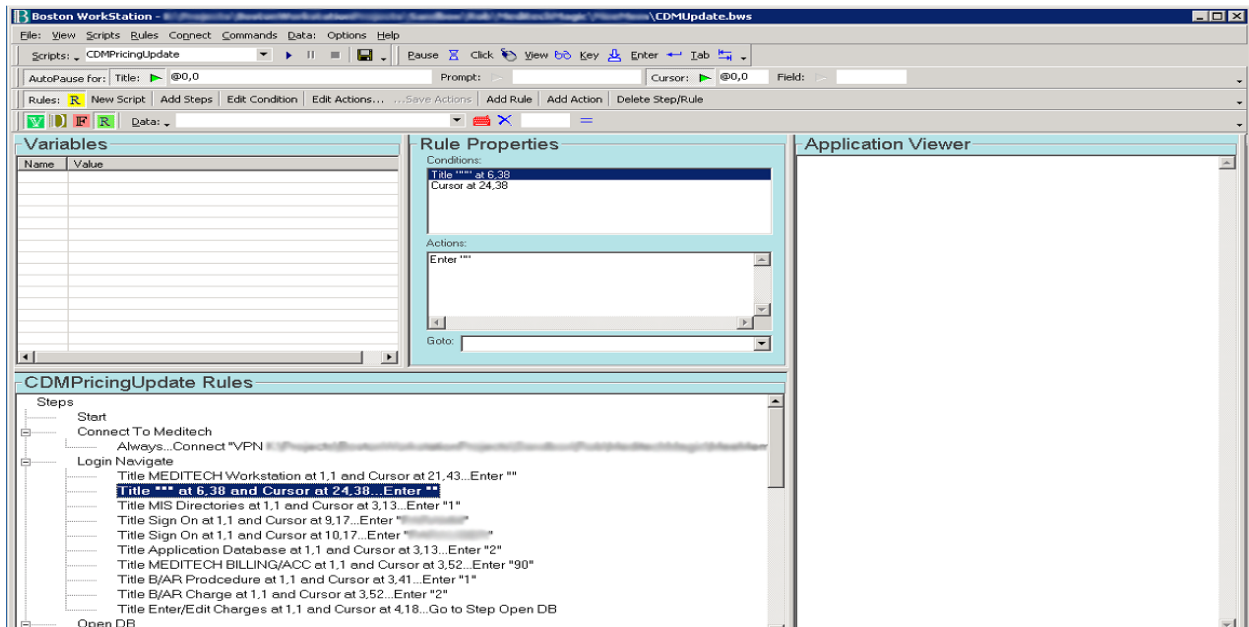 Boston WorkStation - \CDMUpdate.bws
File: View Scripts Rules Connect Commands Data: Options Help
Scripts: CDMPricingUpdate Pause Click View Key Enter Tab
AutoPause for: Title: @0,0 Prompt: Cursor: @0,0 Field:
Rules: R New Script Add Steps Edit Condition Edit Actions... ...Save Actions Add Rule Add Action Delete Step/Rule
V D F R Data: =
Variables
Name Value
Rule Properties
Conditions:
Title """ at 6,38
Cursor at 24,38
Actions:
Enter ""
Goto:
Application Viewer
CDMPricingUpdate Rules
Steps
Start
Connect To Meditech
Always...Connect "VPN
Login Navigate
Title MEDITECH Workstation at 1,1 and Cursor at 21,43...Enter ""
Title """ at 6,38 and Cursor at 24,38...Enter ""
Title MIS Directories at 1,1 and Cursor at 3,13...Enter "1"
Title Sign On at 1,1 and Cursor at 9,17...Enter " "
Title Sign On at 1,1 and Cursor at 10,17...Enter " "
Title Application Database at 1,1 and Cursor at 3,13...Enter "2"
Title MEDITECH BILLING/ACC at 1,1 and Cursor at 3,52...Enter "90"
Title B/AR Prodcedure at 1,1 and Cursor at 3,41...Enter "1"
Title B/AR Charge at 1,1 and Cursor at 3,52...Enter "2"
Title Enter/Edit Charges at 1,1 and Cursor at 4,18...Go to Step Open DB
Open DB